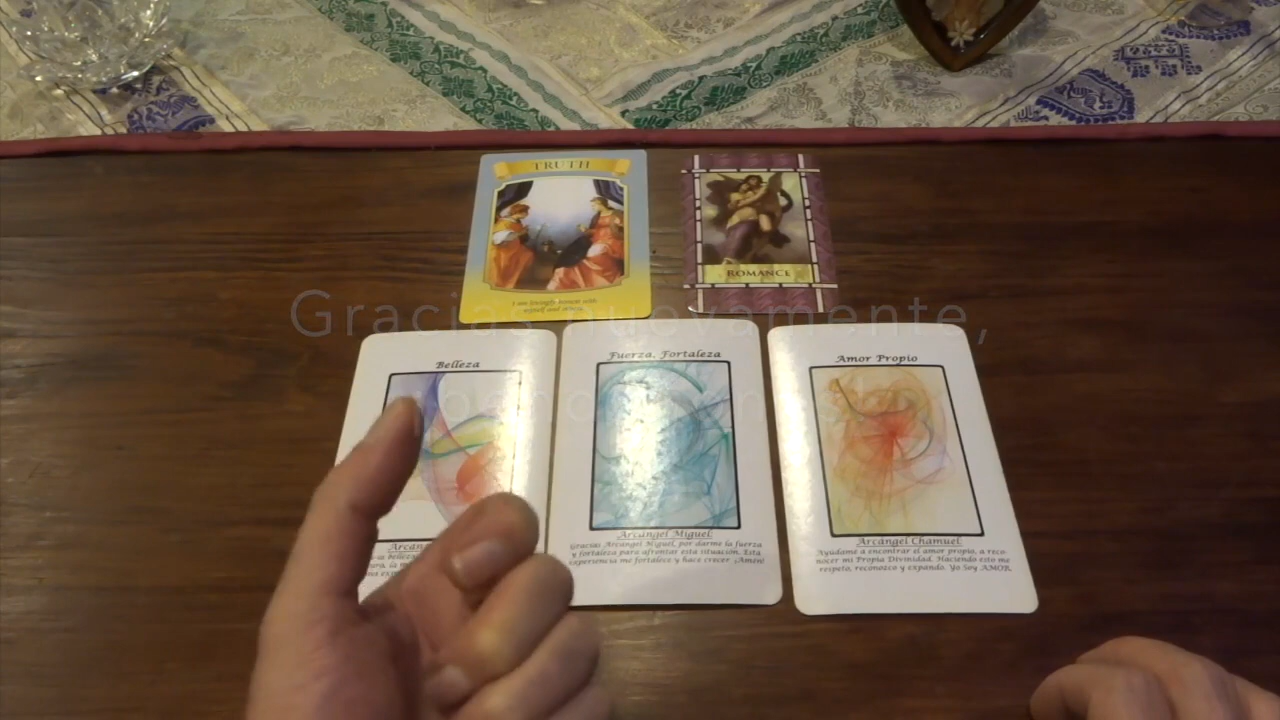 TRUTH
I am lovingly honest with
myself and others.
ROMANCE
Gracias nuevamente,
Belleza
Fuerza, Fortaleza
Amor Propio
Arcángel Miguel:
Gracias Arcángel Miguel, por darme la fuerza
y fortaleza para afrontar esta situación. Esta
experiencia me fortalece y hace crecer ¡Amen!
Arcángel Chamuel:
Ayúdame a encontrar el amor propio, a reco-
nocer mi Propia Divinidad. Haciendo esto me
respeto, reconozco y expando. Yo Soy AMOR